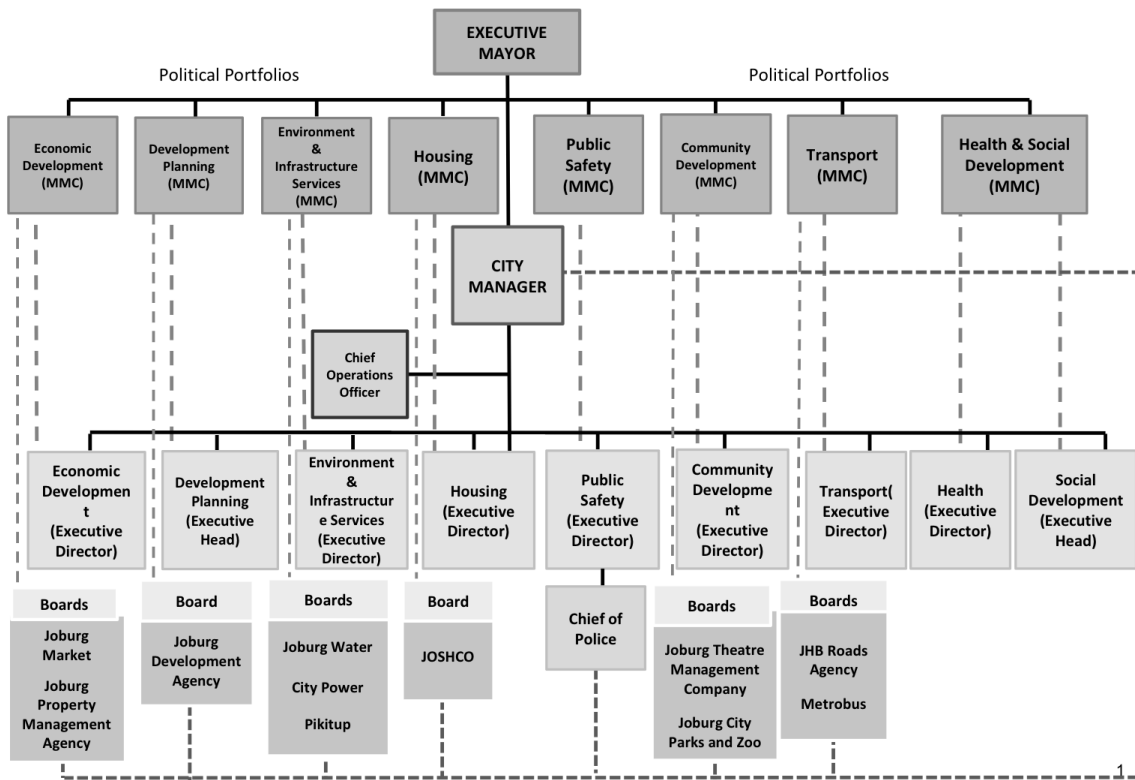 EXECUTIVE
MAYOR
Political Portfolios
Political Portfolios
Economic
Development
(MMC)
Development
Planning
(MMC)
Environment
&
Infrastructure
Services
(MMC)
Housing
(MMC)
Public
Safety
(MMC)
Community
Development
(MMC)
Transport
(MMC)
Health & Social
Development
(MMC)
CITY
MANAGER
Chief
Operations
Officer
Economic
Developmen
t
(Executive
Director)
Development
Planning
(Executive
Head)
Environment
&
Infrastructur
e Services
(Executive
Director)
Housing
(Executive
Director)
Public
Safety
(Executive
Director)
Community
Developme
nt
(Executive
Director)
Transport(
Executive
Director)
Health
(Executive
Director)
Social
Development
(Executive
Head)
Boards
Joburg
Market
Joburg
Property
Management
Agency
Board
Joburg
Development
Agency
Boards
Joburg Water
City Power
Pikitup
Board
JOSHCO
Chief of
Police
Boards
Joburg Theatre
Management
Company
Joburg City
Parks and Zoo
Boards
JHB Roads
Agency
Metrobus
1